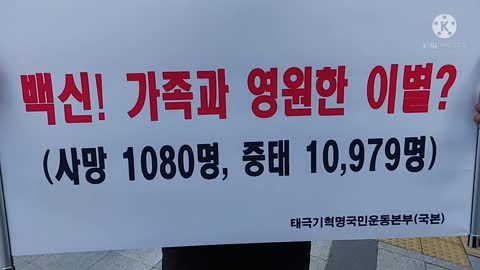 KINEMASTER
백신! 가족과 영원한 이별?
(사망 1080명, 중태 10,979명)
태극기혁명국민운동본부(국본)